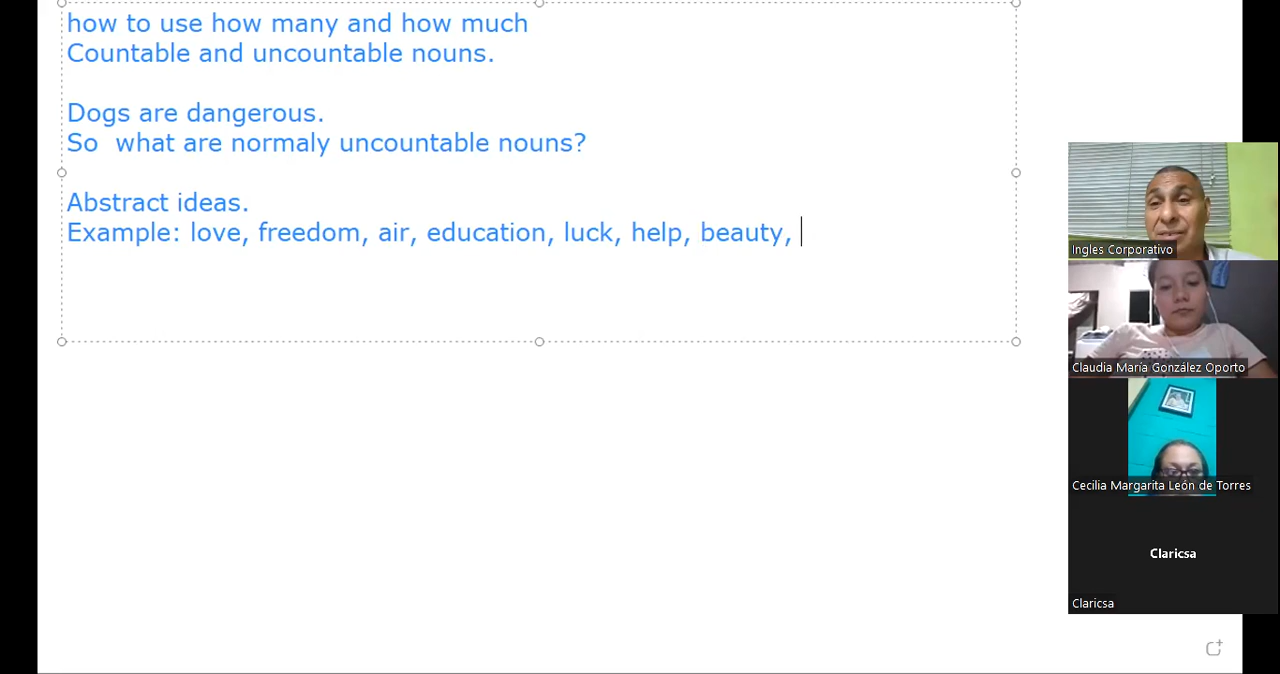 how to use how many and how much
Countable and uncountable nouns.
Dogs are dangerous.
So  what are normaly uncountable nouns?
Abstract ideas.
Example: love, freedom, air, education, luck, help, beauty,
Ingles Corporativo
Claudia María González Oporto
Cecilia Margarita León de Torres
Claricsa
Claricsa